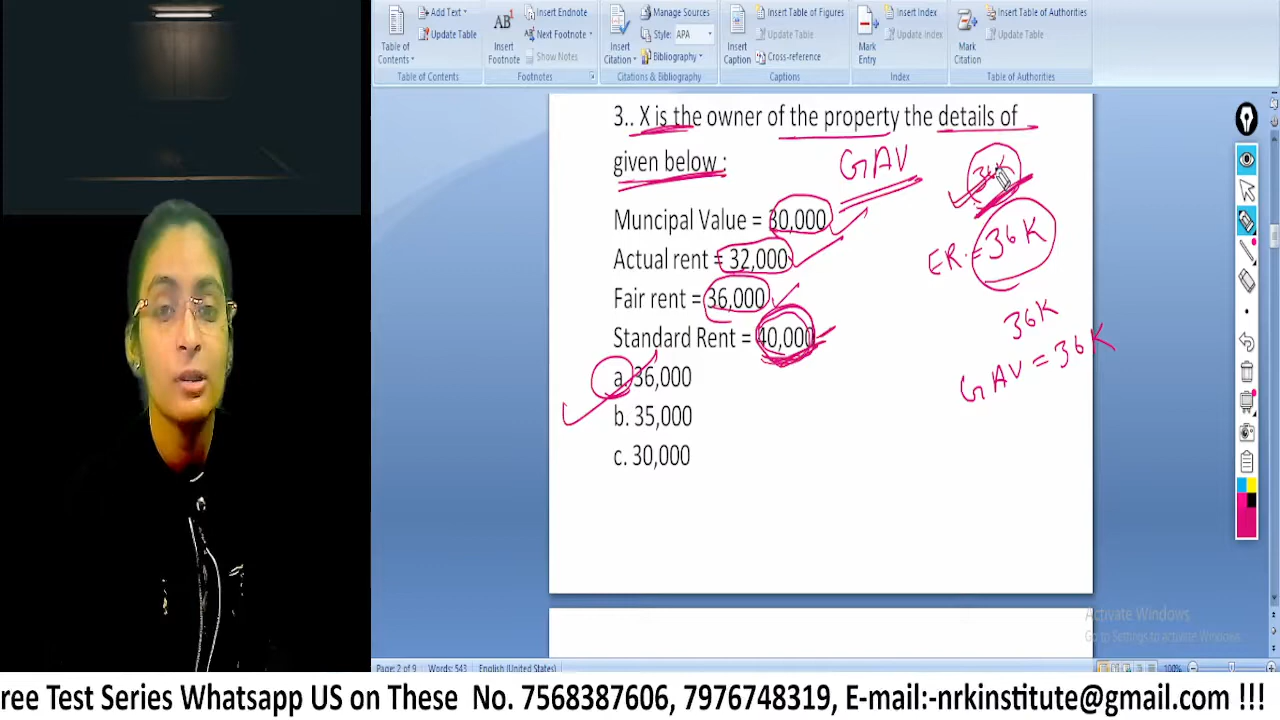 Table of Contents
Add Text
Update Table
Table of Contents
AB¹
Insert Footnote
Insert Endnote
Next Footnote
Show Notes
Footnotes
Insert Citation
Manage Sources
Style: APA
Bibliography
Citations & Bibliography
Insert Caption
Insert Table of Figures
Update Table
Cross-reference
Captions
Mark Entry
Insert Index
Update Index
Index
Mark Citation
Insert Table of Authorities
Update Table
Table of Authorities
3.. X is the owner of the property the details of
given below :
GAV
36K
Muncipal Value = 30,000
Actual rent = 32,000
ER. = 36K
Fair rent = 36,000
36K
Standard Rent = 40,000
GAV = 36K
a. 36,000
b. 35,000
c. 30,000
Activate Windows
Go to Settings to activate Windows.
Page: 2 of 9
Words: 543
English (United States)
100%
ree Test Series Whatsapp US on These No. 7568387606, 7976748319, E-mail:-nrkinstitute@gmail.com !!!